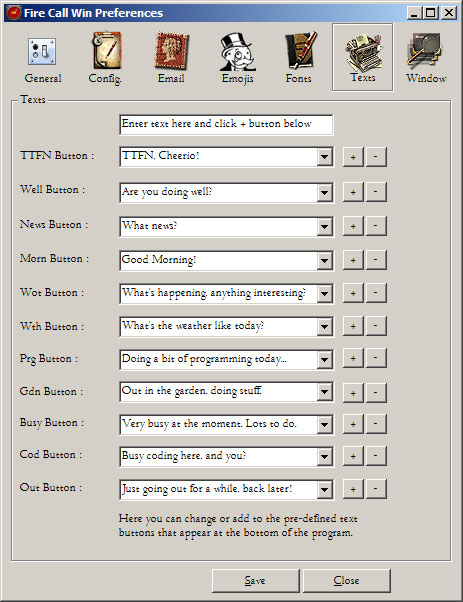 Fire Call Win Preferences
General Config. Email Emojis Fonts Texts Window
Texts
Enter text here and click + button below
TTFN Button : TTFN, Cheerio! + -
Well Button : Are you doing well? + -
News Button : What news? + -
Morn Button : Good Morning! + -
Wot Button : What's happening, anything interesting? + -
Wth Button : What's the weather like today? + -
Prg Button : Doing a bit of programming today... + -
Gdn Button : Out in the garden, doing stuff. + -
Busy Button : Very busy at the moment. Lots to do. + -
Cod Button : Busy coding here, and you? + -
Out Button : Just going out for a while, back later! + -
Here you can change or add to the pre-defined text
buttons that appear at the bottom of the program.
Save Close